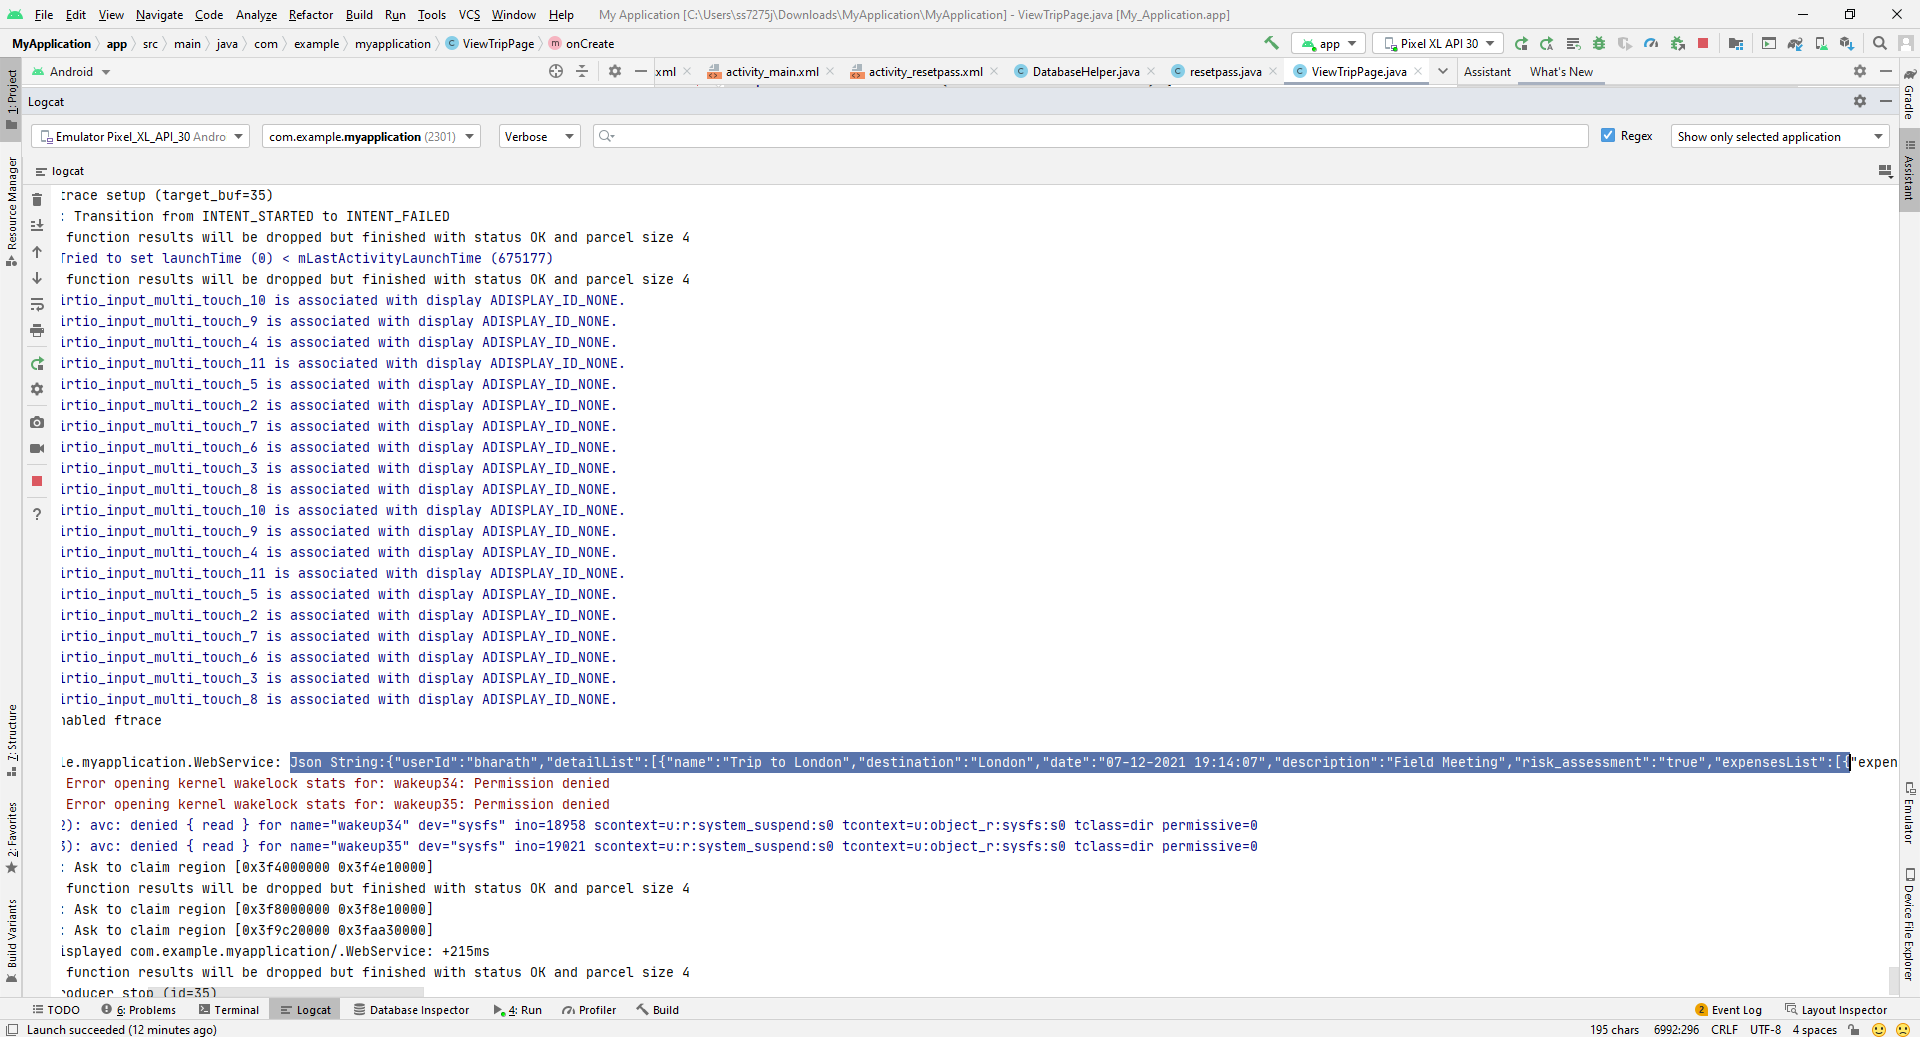 File Edit View Navigate Code Analyze Refactor Build Run Tools VCS Window Help My Application [C:\Users\ss7275j\Downloads\MyApplication\MyApplication] - ViewTripPage.java [My_Application.app]
MyApplication app src main java com example myapplication ViewTripPage onCreate app Pixel XL API 30
Android .xml activity_main.xml activity_resetpass.xml DatabaseHelper.java resetpass.java ViewTripPage.java Assistant What's New
Logcat
Emulator Pixel_XL_API_30 Andro com.example.myapplication (2301) Verbose Regex Show only selected application
logcat
trace setup (target_buf=35)
: Transition from INTENT_STARTED to INTENT_FAILED
function results will be dropped but finished with status OK and parcel size 4
Tried to set launchTime (0) < mLastActivityLaunchTime (675177)
function results will be dropped but finished with status OK and parcel size 4
irtio_input_multi_touch_10 is associated with display ADISPLAY_ID_NONE.
irtio_input_multi_touch_9 is associated with display ADISPLAY_ID_NONE.
irtio_input_multi_touch_4 is associated with display ADISPLAY_ID_NONE.
irtio_input_multi_touch_11 is associated with display ADISPLAY_ID_NONE.
irtio_input_multi_touch_5 is associated with display ADISPLAY_ID_NONE.
irtio_input_multi_touch_2 is associated with display ADISPLAY_ID_NONE.
irtio_input_multi_touch_7 is associated with display ADISPLAY_ID_NONE.
irtio_input_multi_touch_6 is associated with display ADISPLAY_ID_NONE.
irtio_input_multi_touch_3 is associated with display ADISPLAY_ID_NONE.
irtio_input_multi_touch_8 is associated with display ADISPLAY_ID_NONE.
irtio_input_multi_touch_10 is associated with display ADISPLAY_ID_NONE.
irtio_input_multi_touch_9 is associated with display ADISPLAY_ID_NONE.
irtio_input_multi_touch_4 is associated with display ADISPLAY_ID_NONE.
irtio_input_multi_touch_11 is associated with display ADISPLAY_ID_NONE.
irtio_input_multi_touch_5 is associated with display ADISPLAY_ID_NONE.
irtio_input_multi_touch_2 is associated with display ADISPLAY_ID_NONE.
irtio_input_multi_touch_7 is associated with display ADISPLAY_ID_NONE.
irtio_input_multi_touch_6 is associated with display ADISPLAY_ID_NONE.
irtio_input_multi_touch_3 is associated with display ADISPLAY_ID_NONE.
irtio_input_multi_touch_8 is associated with display ADISPLAY_ID_NONE.
nabled ftrace
le.myapplication.WebService: Json String:{"userId":"bharath","detailList":[{"name":"Trip to London","destination":"London","date":"07-12-2021 19:14:07","description":"Field Meeting","risk_assessment":"true","expensesList":[{"expen
Error opening kernel wakelock stats for: wakeup34: Permission denied
Error opening kernel wakelock stats for: wakeup35: Permission denied
2): avc: denied { read } for name="wakeup34" dev="sysfs" ino=18958 scontext=u:r:system_suspend:s0 tcontext=u:object_r:sysfs:s0 tclass=dir permissive=0
3): avc: denied { read } for name="wakeup35" dev="sysfs" ino=19021 scontext=u:r:system_suspend:s0 tcontext=u:object_r:sysfs:s0 tclass=dir permissive=0
: Ask to claim region [0x3f4000000 0x3f4e10000]
function results will be dropped but finished with status OK and parcel size 4
: Ask to claim region [0x3f8000000 0x3f8e10000]
: Ask to claim region [0x3f9c20000 0x3faa30000]
isplayed com.example.myapplication/.WebService: +215ms
function results will be dropped but finished with status OK and parcel size 4
roducer stop (id=35)
1: Project
Resource Manager
7: Structure
2: Favorites
Build Variants
Gradle
Assistant
Emulator
Device File Explorer
TODO 6: Problems Terminal Logcat Database Inspector 4: Run Profiler Build 2 Event Log Layout Inspector
Launch succeeded (12 minutes ago) 195 chars 6992:296 CRLF UTF-8 4 spaces